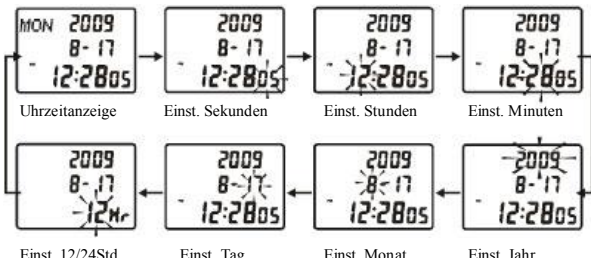 MON 2009 2009 2009 2009
8-17 8-17 8-17 8-17
12:28 05 12:28 05 12:28 05 12:28 05
Uhrzeitanzeige Einst. Sekunden Einst. Stunden Einst. Minuten
2009 2009 2009 2009
8-17 8-17 8-17 8-17
12 Hr 12:28 05 12:28 05 12:28 05
Einst. 12/24Std Einst. Tag Einst. Monat Einst. Jahr